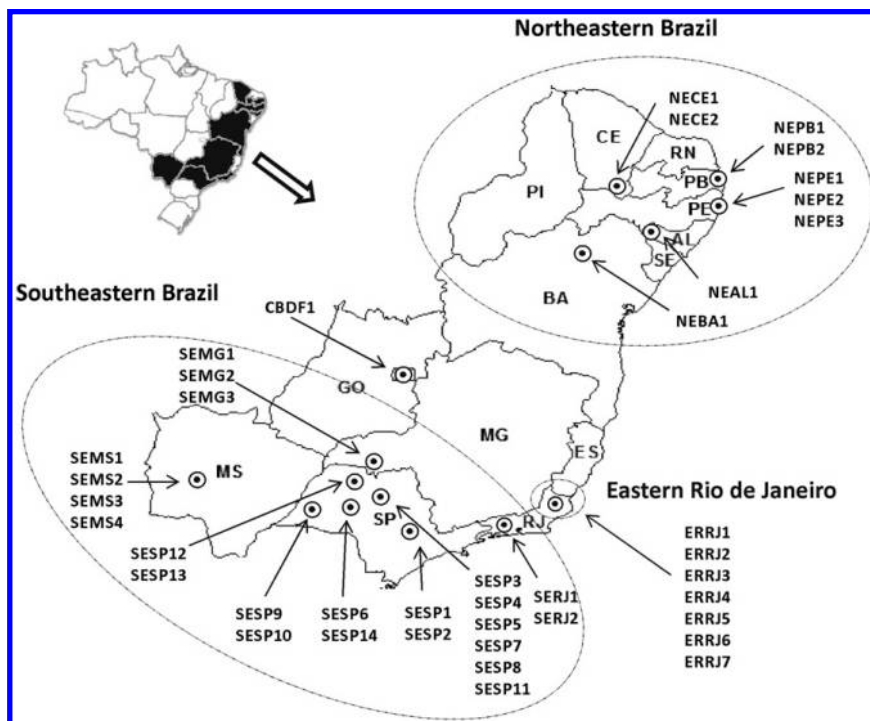 Northeastern Brazil
NECE1
NECE2
CE
RN
NEPB1
NEPB2
PB
PI
NEPE1
NEPE2
NEPE3
PE
AL
SE
NEAL1
BA
NEBA1
Southeastern Brazil
CBDF1
SEMG1
SEMG2
SEMG3
GO
MG
ES
MS
SEMS1
SEMS2
SEMS3
SEMS4
Eastern Rio de Janeiro
SP
RJ
ERRJ1
ERRJ2
ERRJ3
ERRJ4
ERRJ5
ERRJ6
ERRJ7
SESP12
SESP13
SESP9
SESP10
SESP6
SESP14
SESP1
SESP2
SESP3
SESP4
SESP5
SESP7
SESP8
SESP11
SERJ1
SERJ2